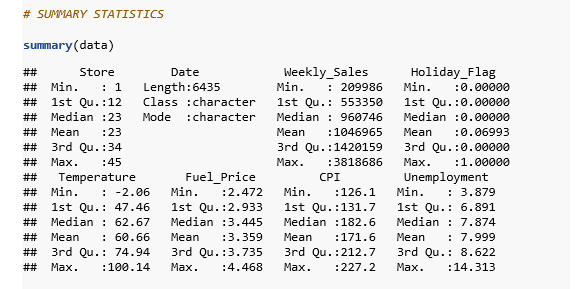 # SUMMARY STATISTICS
summary(data)
##      Store        Date            Weekly_Sales      Holiday_Flag
##  Min.   : 1   Length:6435        Min.   : 209986   Min.   :0.00000
##  1st Qu.:12   Class :character   1st Qu.: 553350   1st Qu.:0.00000
##  Median :23   Mode  :character   Median : 960746   Median :0.00000
##  Mean   :23                      Mean   :1046965   Mean   :0.06993
##  3rd Qu.:34                      3rd Qu.:1420159   3rd Qu.:0.00000
##  Max.   :45                      Max.   :3818686   Max.   :1.00000
##   Temperature       Fuel_Price         CPI         Unemployment
##  Min.   : -2.06   Min.   :2.472   Min.   :126.1   Min.   : 3.879
##  1st Qu.: 47.46   1st Qu.:2.933   1st Qu.:131.7   1st Qu.: 6.891
##  Median : 62.67   Median :3.445   Median :182.6   Median : 7.874
##  Mean   : 60.66   Mean   :3.359   Mean   :171.6   Mean   : 7.999
##  3rd Qu.: 74.94   3rd Qu.:3.735   3rd Qu.:212.7   3rd Qu.: 8.622
##  Max.   :100.14   Max.   :4.468   Max.   :227.2   Max.   :14.313